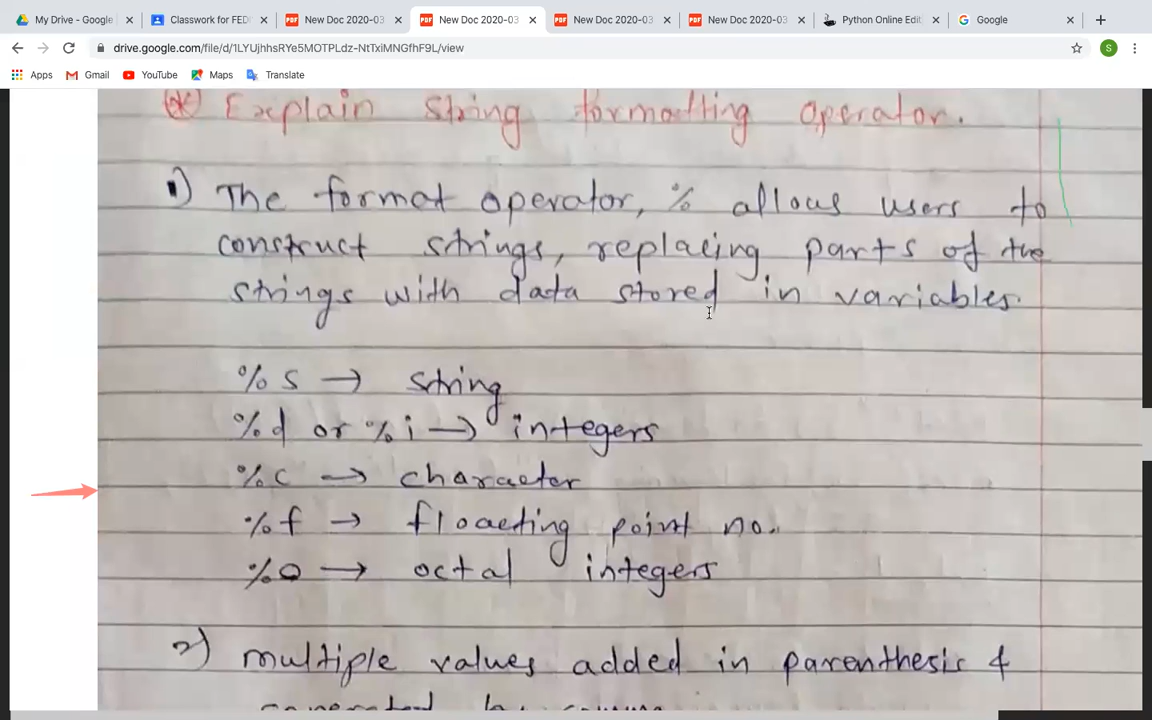 My Drive - Google
Classwork for FED
New Doc 2020-03
New Doc 2020-03
New Doc 2020-03
New Doc 2020-03
Python Online Edit
Google
drive.google.com/file/d/1LYUjhhsRYe5MOTPLdz-NtTxiMNGfhF9L/view
S
Apps
Gmail
YouTube
Maps
Translate
Explain string formatting operator.
1) The format operator, % allous users to
construct strings, replacing parts of the
strings with data stored in variables.
%s → string
%d or %i → integers
%c → character
%f → floaeting point no.
%o → octal integers
2) multiple values added in parenthesis &